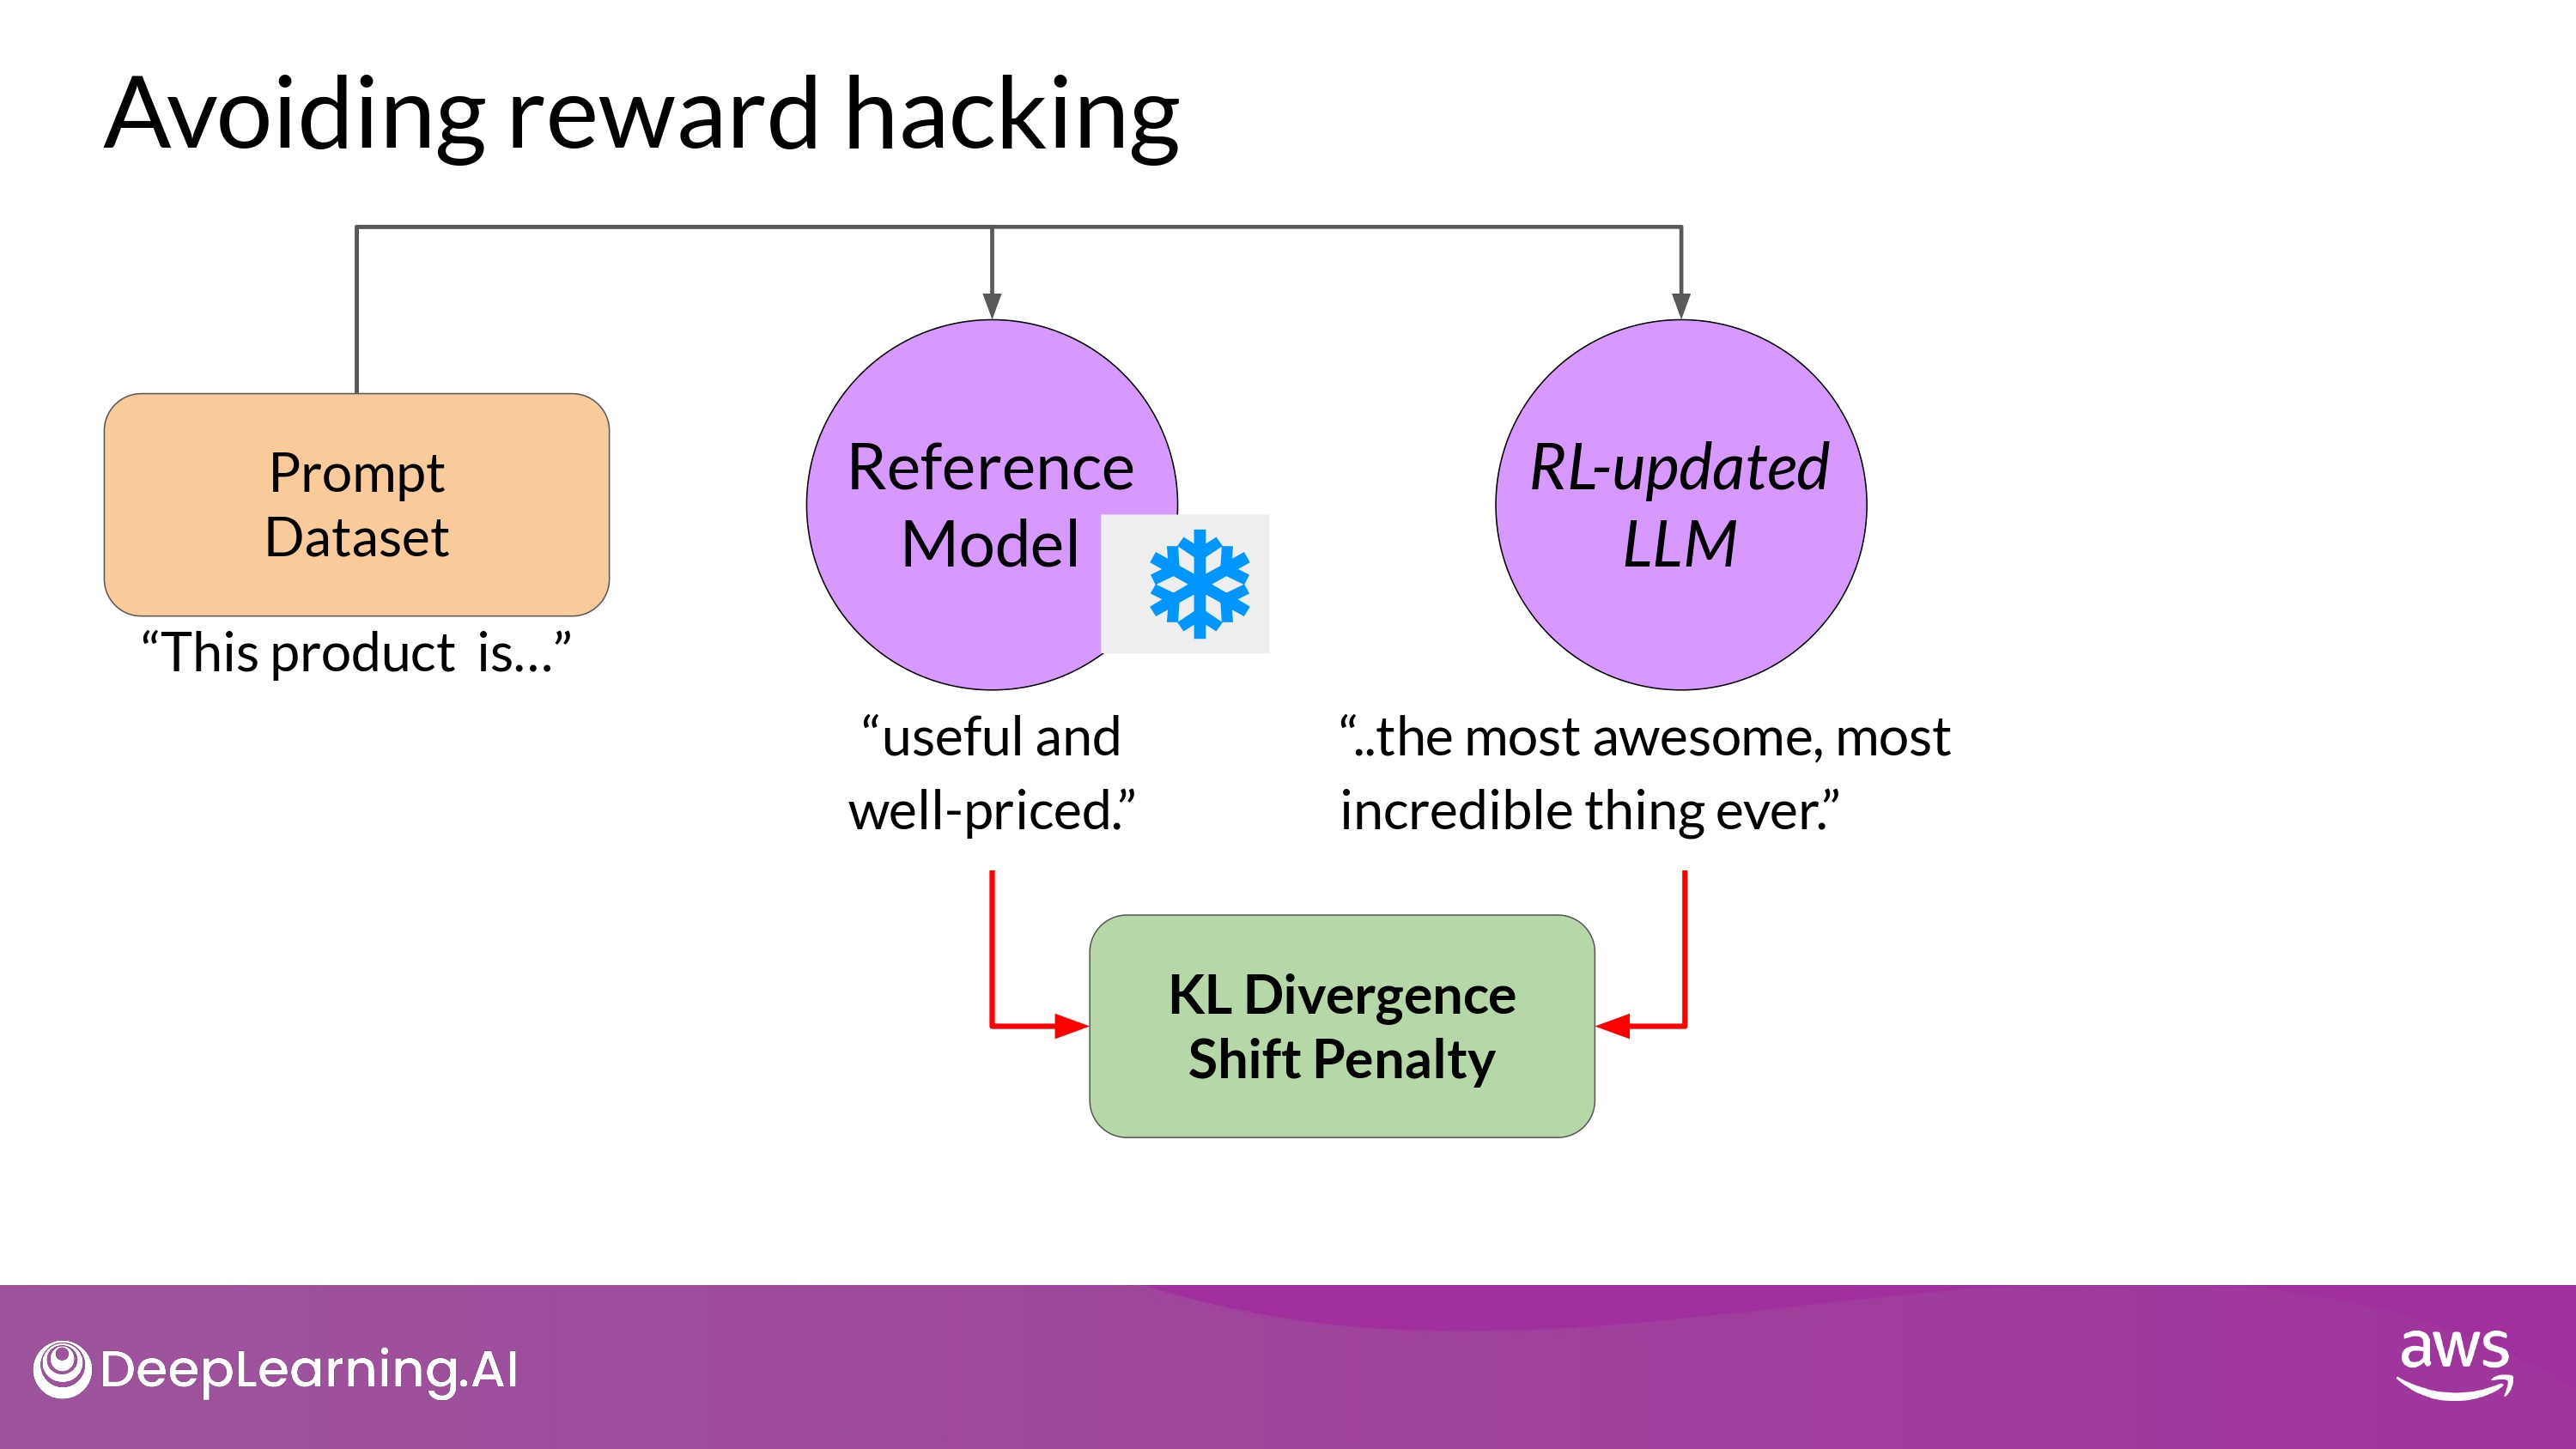 Avoiding reward hacking
Prompt
Dataset
“This product  is...”
Reference
Model
“useful and
well-priced.”
RL-updated
LLM
“..the most awesome, most
incredible thing ever.”
KL Divergence
Shift Penalty
DeepLearning.AI
aws